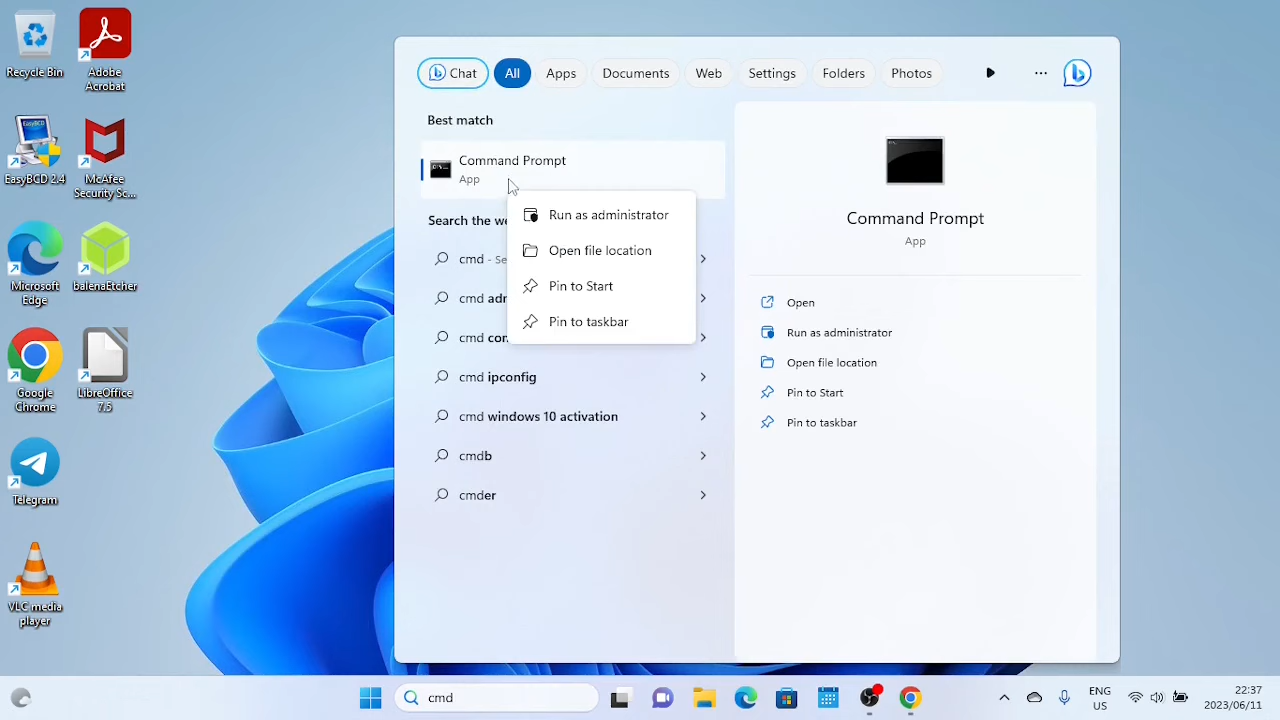 Recycle Bin
Adobe
Acrobat
EasyBCD 2.4
McAfee
Security Sc...
Microsoft
Edge
balenaEtcher
Google
Chrome
LibreOffice
7.5
Telegram
VLC media
player
Chat
All
Apps
Documents
Web
Settings
Folders
Photos
Best match
Command Prompt
App
Search the we
cmd - Se
cmd adr
cmd con
cmd ipconfig
cmd windows 10 activation
cmdb
cmder
Run as administrator
Open file location
Pin to Start
Pin to taskbar
Command Prompt
App
Open
Run as administrator
Open file location
Pin to Start
Pin to taskbar
cmd
ENG
US
22:37
2023/06/11